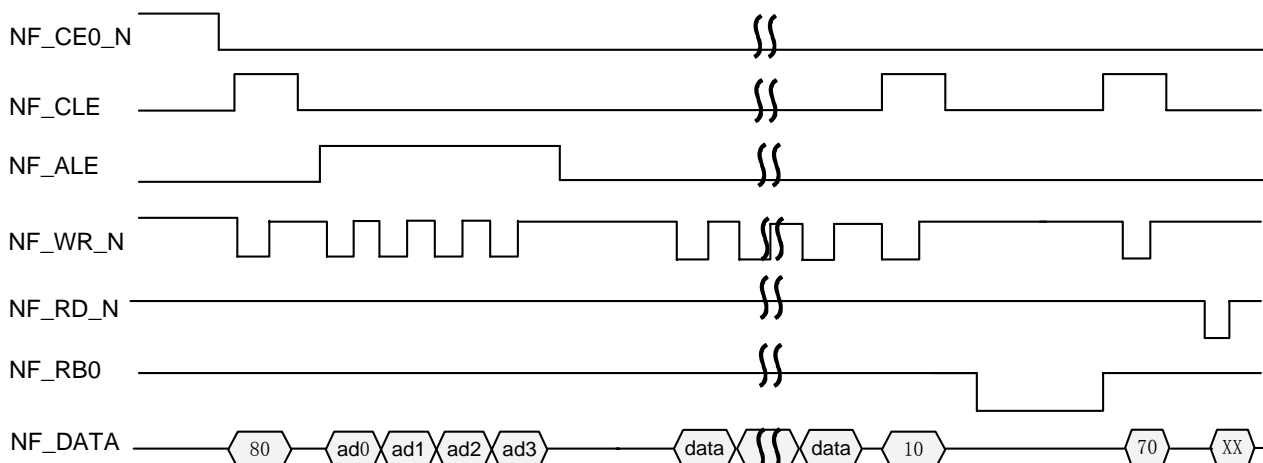 NF_CE0_N
NF_CLE
NF_ALE
NF_WR_N
NF_RD_N
NF_RB0
NF_DATA 80 ad0 ad1 ad2 ad3 data data 10 70 XX